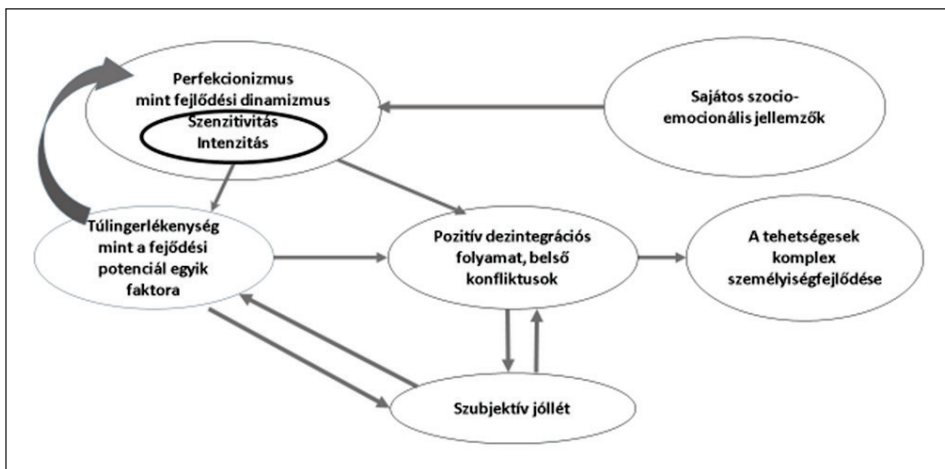 Perfekcionizmus
mint fejlődési dinamizmus
Szenzitivitás
Intenzitás
Sajátos szocio-
emocionális jellemzők
Túlingerlékenység
mint a fejődési
potenciál egyik
faktora
Pozitív dezintegrációs
folyamat, belső
konfliktusok
A tehetségesek
komplex
személyiségfejlődése
Szubjektív jóllét